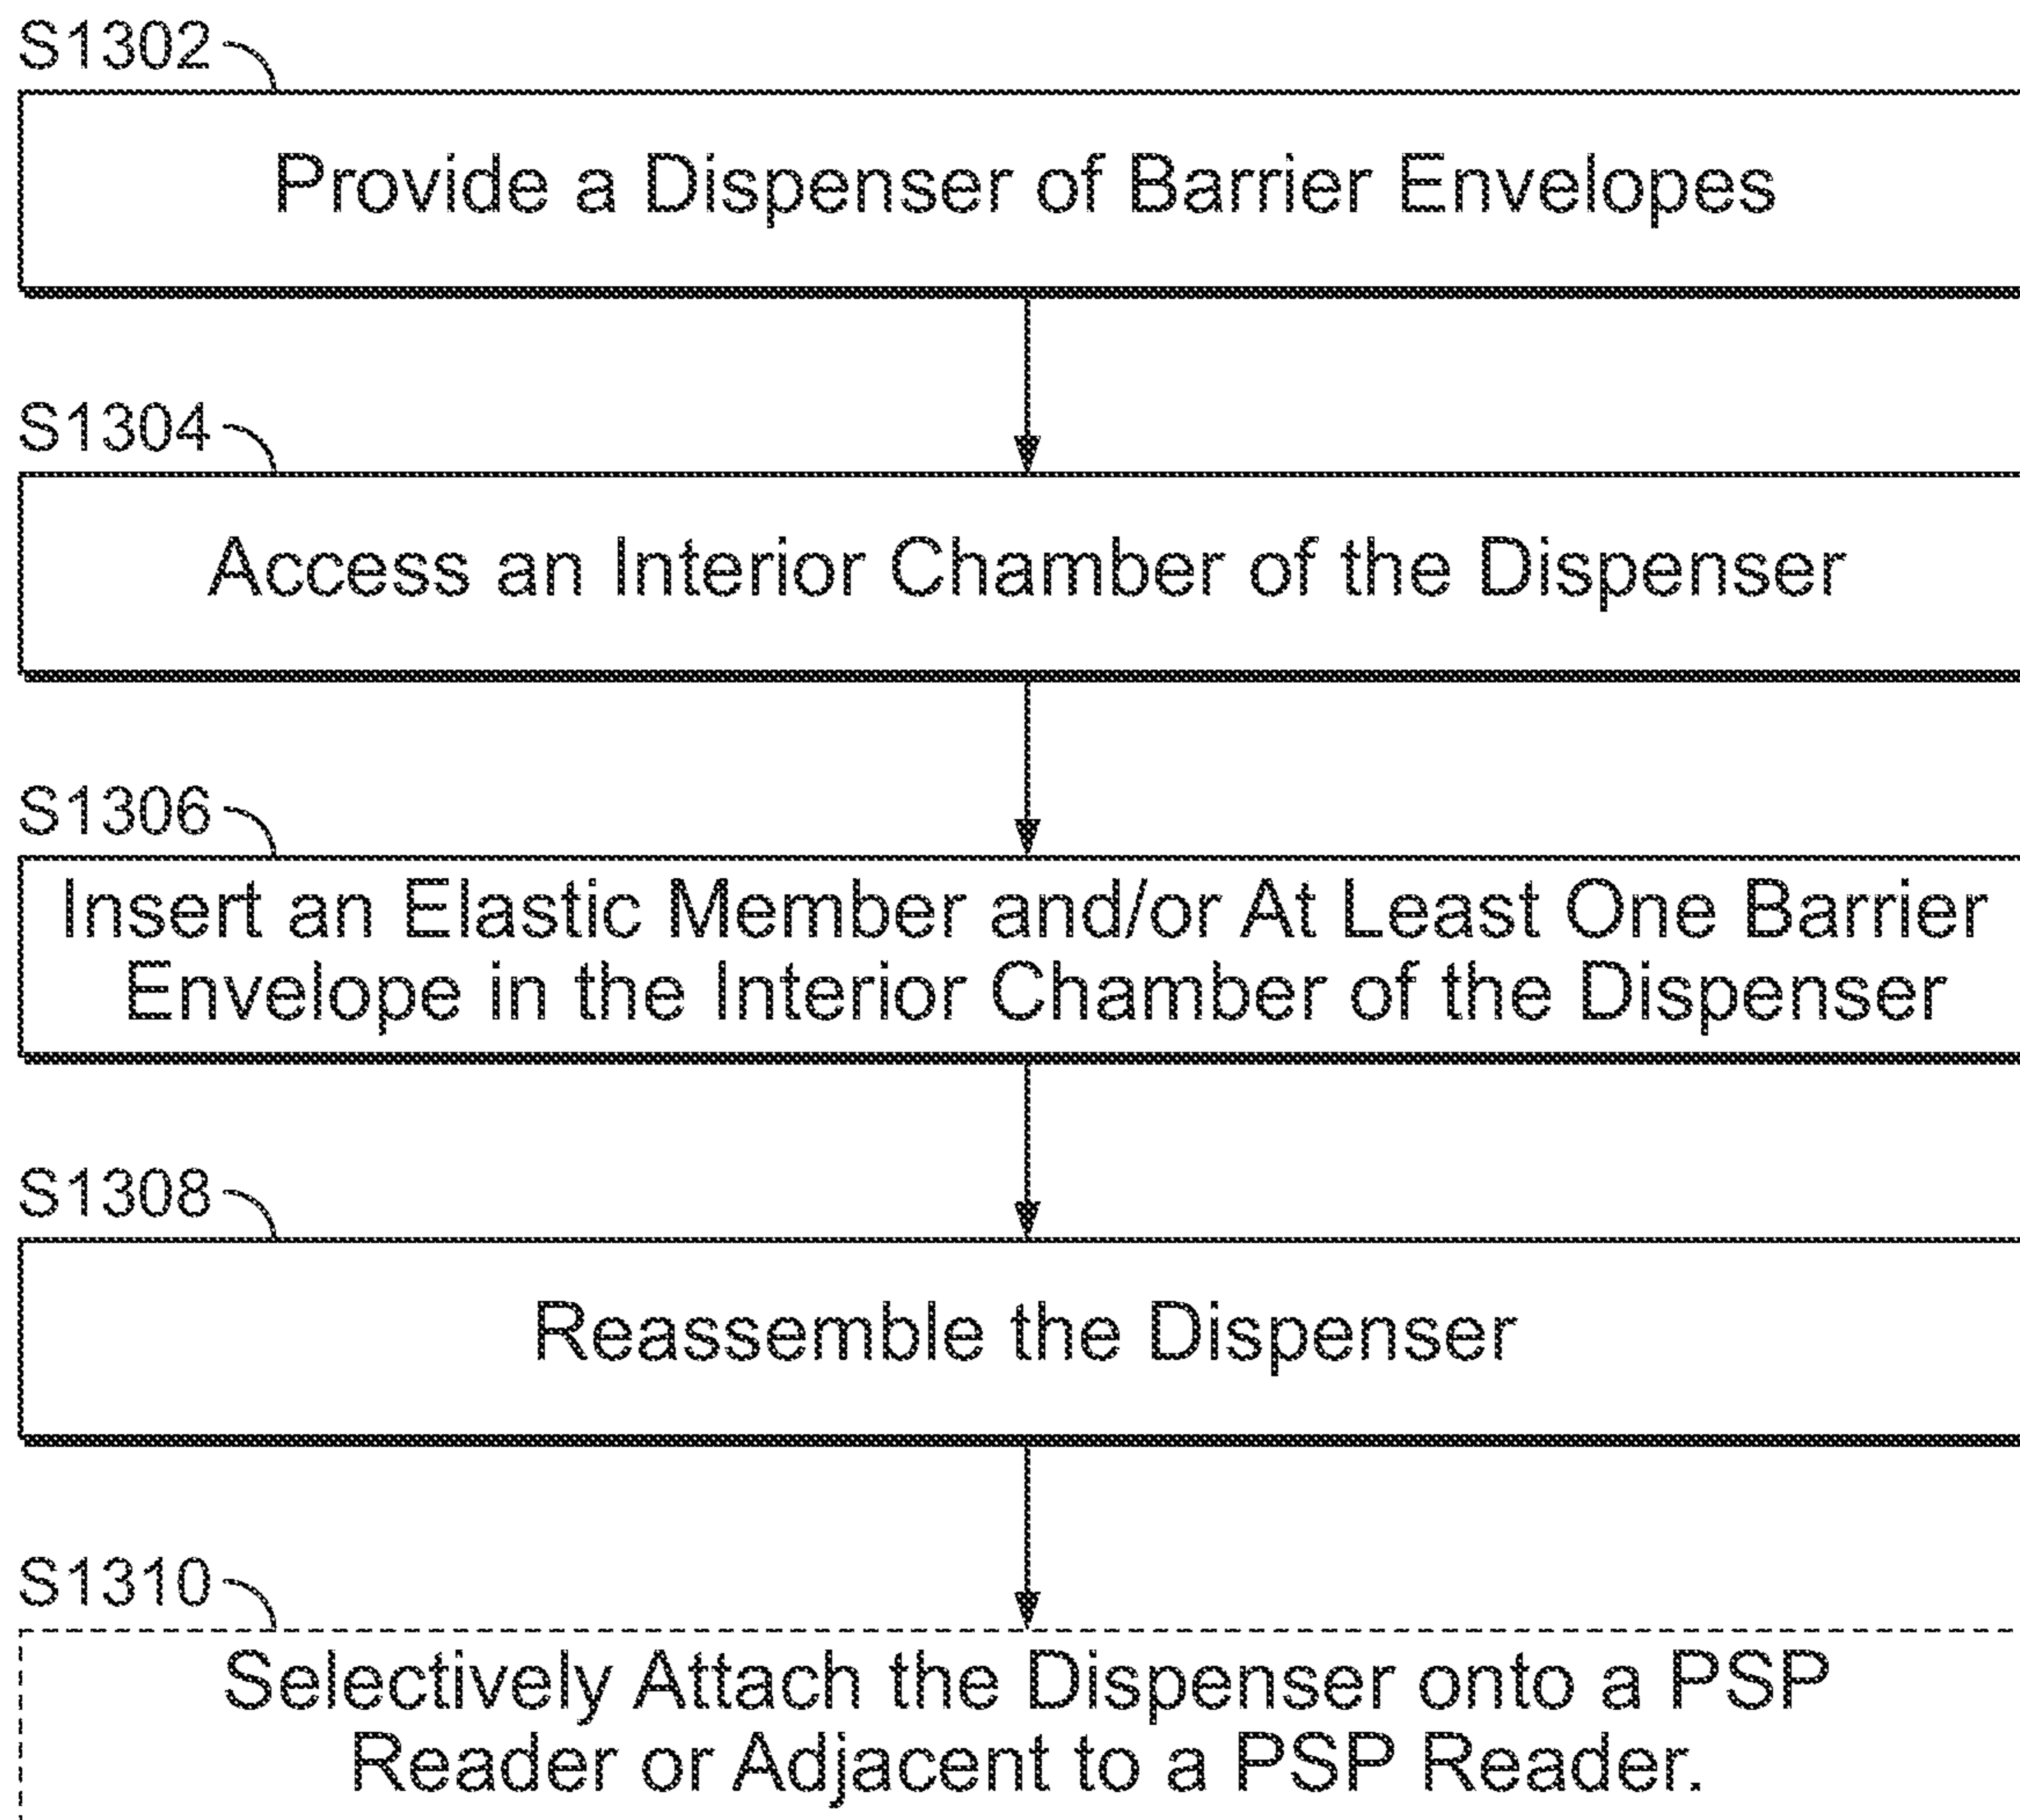 S1302
Provide a Dispenser of Barrier Envelopes
S1304
Access an Interior Chamber of the Dispenser
S1306
Insert an Elastic Member and/or At Least One Barrier
Envelope in the Interior Chamber of the Dispenser
S1308
Reassemble the Dispenser
S1310
Selectively Attach the Dispenser onto a PSP
Reader or Adjacent to a PSP Reader.